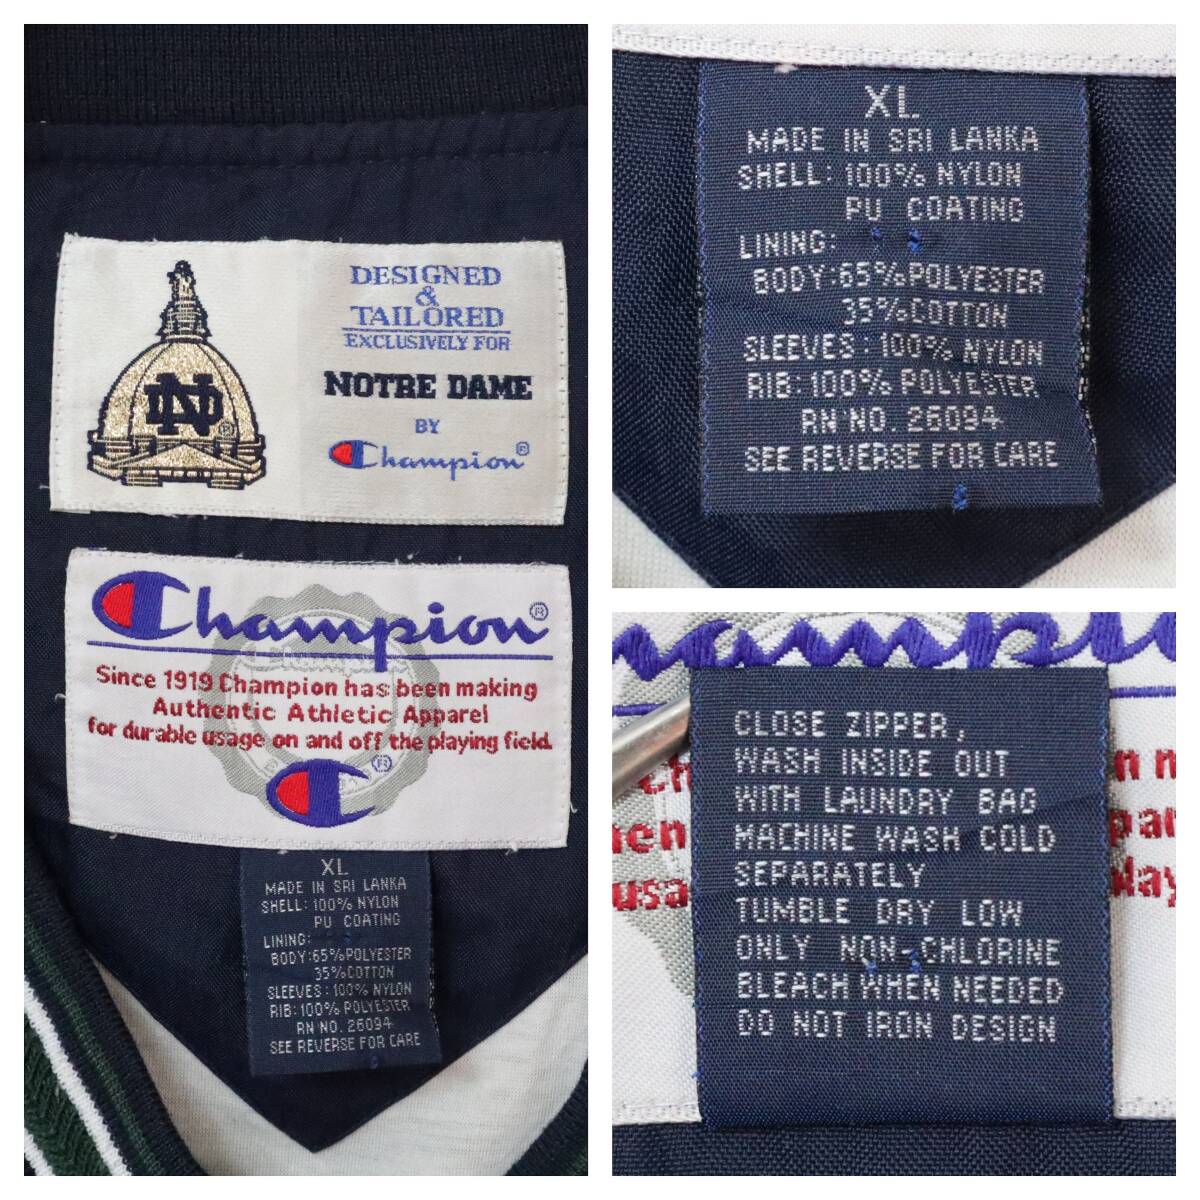 ND®
DESIGNED
&
TAILORED
EXCLUSIVELY FOR
NOTRE DAME
BY
Champion®
Champion®
Since 1919 Champion has been making
Authentic Athletic Apparel
for durable usage on and off the playing field.
XL
MADE IN SRI LANKA
SHELL: 100% NYLON
PU COATING
LINING:
BODY:65%POLYESTER
35%COTTON
SLEEVES: 100% NYLON
RIB: 100% POLYESTER
RN NO. 26094
SEE REVERSE FOR CARE
XL
MADE IN SRI LANKA
SHELL: 100% NYLON
PU COATING
LINING:
BODY:65%POLYESTER
35%COTTON
SLEEVES: 100% NYLON
RIB: 100% POLYESTER
RN NO. 26094
SEE REVERSE FOR CARE
CLOSE ZIPPER,
WASH INSIDE OUT
WITH LAUNDRY BAG
MACHINE WASH COLD
SEPARATELY
TUMBLE DRY LOW
ONLY NON-CHLORINE
BLEACH WHEN NEEDED
DO NOT IRON DESIGN